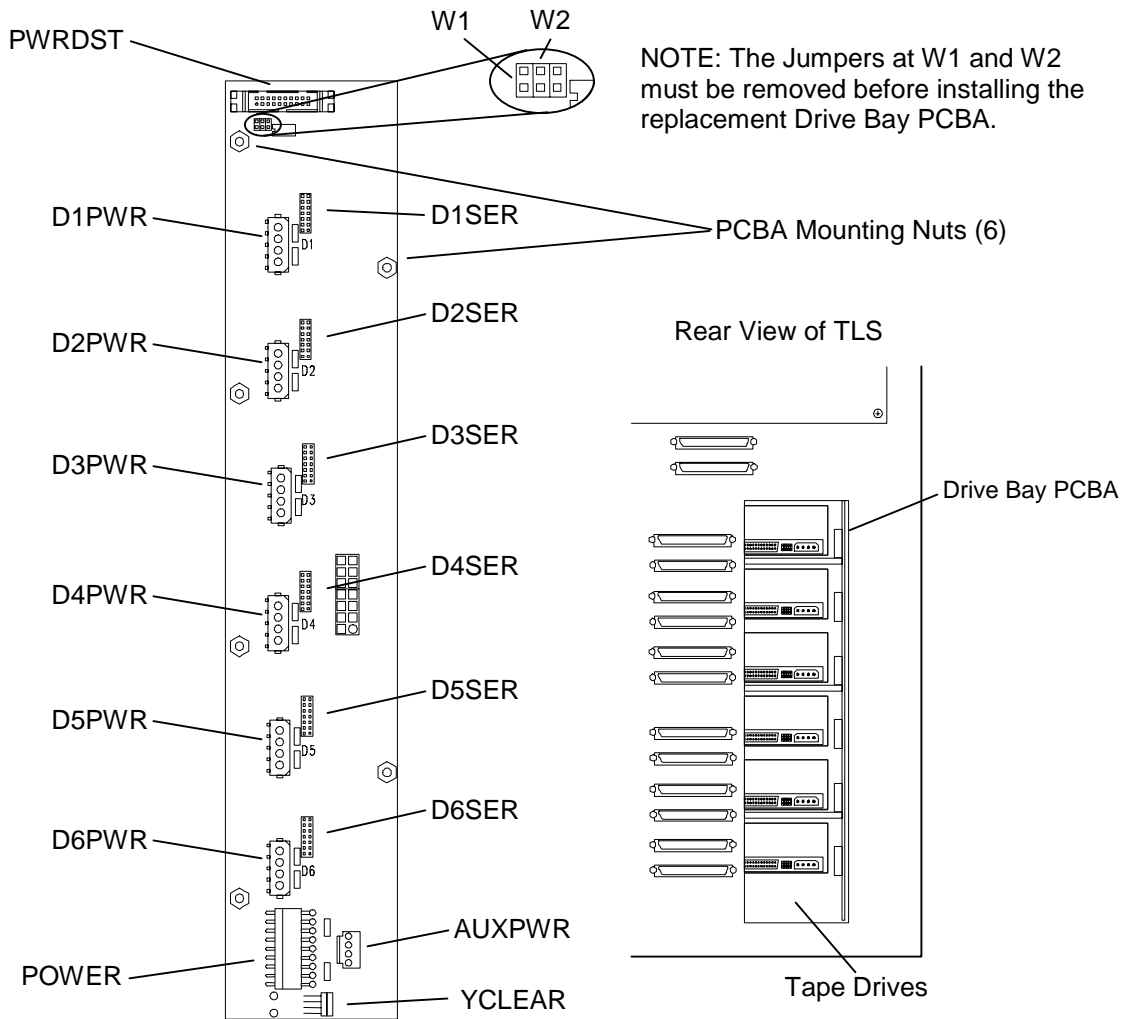 W1 W2
PWRDST
NOTE: The Jumpers at W1 and W2
must be removed before installing the
replacement Drive Bay PCBA.
D1PWR
D1SER
D1
PCBA Mounting Nuts (6)
D2PWR
D2SER
D2
Rear View of TLS
D3PWR
D3SER
D3
Drive Bay PCBA
D4PWR
D4SER
D4
D5PWR
D5SER
D5
D6PWR
D6SER
D6
AUXPWR
POWER
YCLEAR
Tape Drives